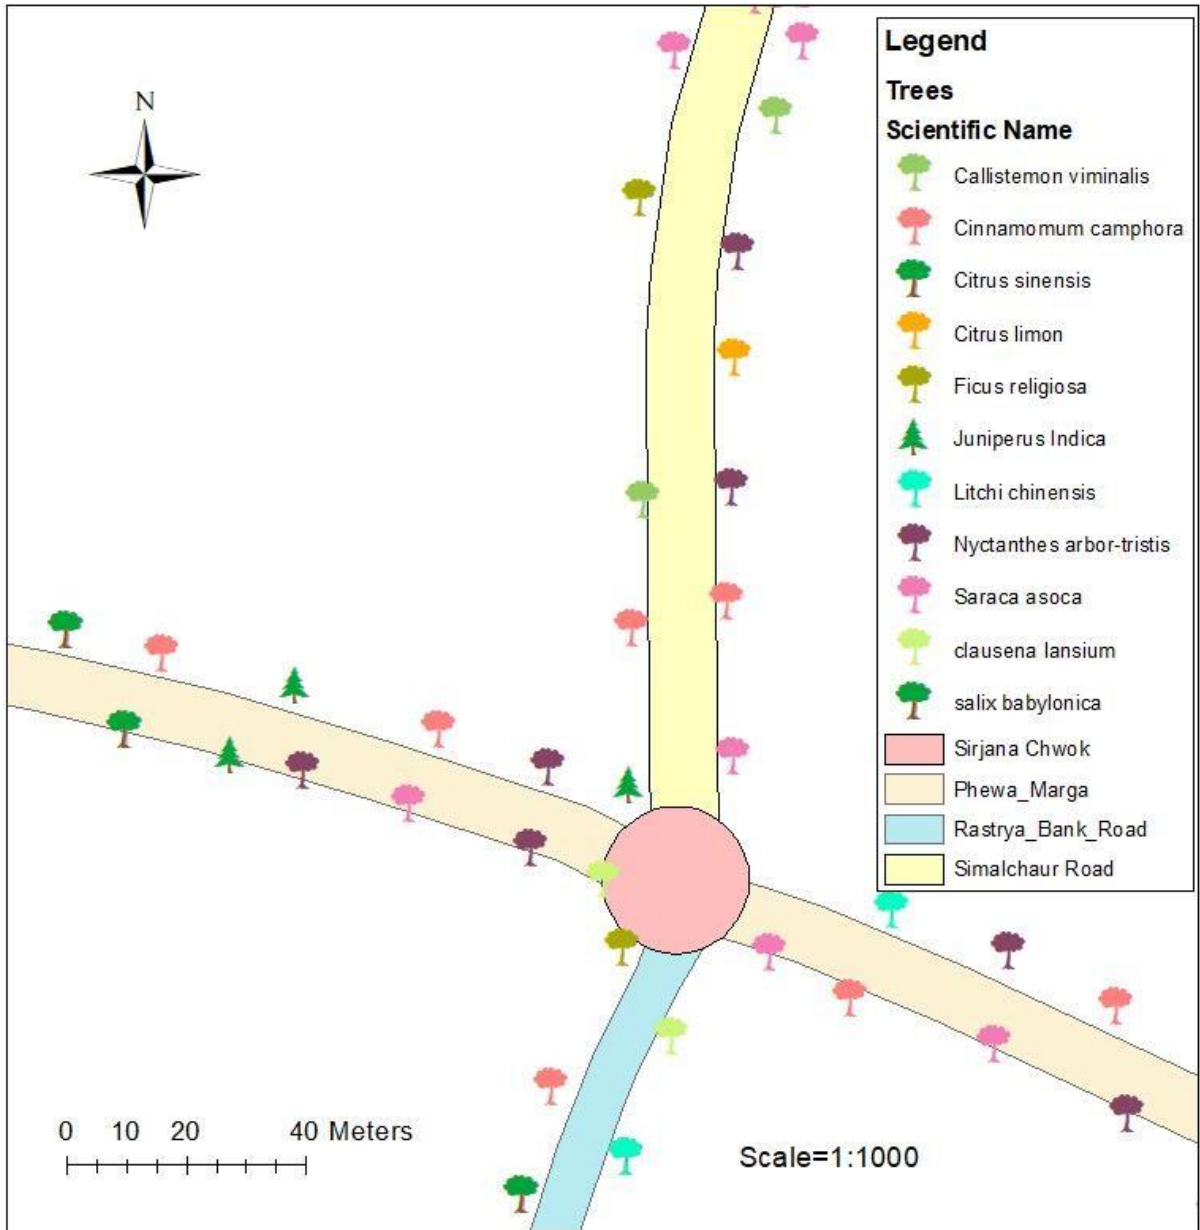 N
Legend
Trees
Scientific Name
Callistemon viminalis
Cinnamomum camphora
Citrus sinensis
Citrus limon
Ficus religiosa
Juniperus Indica
Litchi chinensis
Nyctanthes arbor-tristis
Saraca asoca
clausena lansium
salix babylonica
Sirjana Chwok
Phewa_Marga
Rastrya_Bank_Road
Simalchaur Road
0 10 20 40 Meters
Scale=1:1000